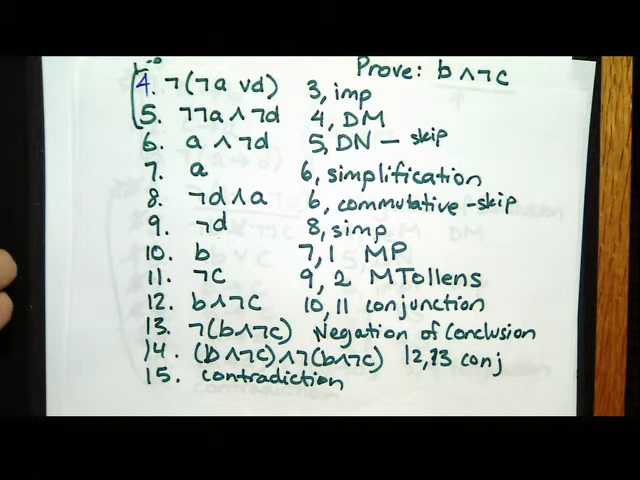 Prove: b ∧ ¬c
4. ¬(¬a ∨ d) 3, imp
5. ¬¬a ∧ ¬d 4, DM
6. a ∧ ¬d 5, DN – skip
7. a 6, simplification
8. ¬d ∧ a 6, commutative – skip
9. ¬d 8, simp
10. b 7, 1 MP
11. ¬c 9, 2 MTollens
12. b ∧ ¬c 10, 11 conjunction
13. ¬(b ∧ ¬c) Negation of Conclusion
14. (b ∧ ¬c) ∧ ¬(b ∧ ¬c) 12, 13 conj
15. contradiction